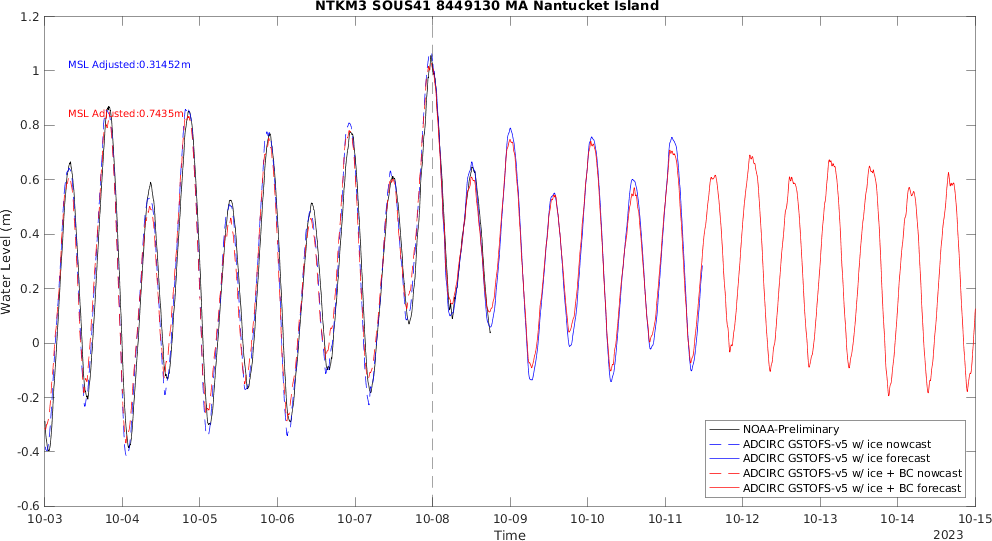 NTKM3 SOUS41 8449130 MA Nantucket Island
1.2
1
0.8
0.6
0.4
0.2
0
-0.2
-0.4
-0.6
Water Level (m)
MSL Adjusted:0.31452m
MSL Adjusted:0.7435m
NOAA-Preliminary
ADCIRC GSTOFS-v5 w/ ice nowcast
ADCIRC GSTOFS-v5 w/ ice forecast
ADCIRC GSTOFS-v5 w/ ice + BC nowcast
ADCIRC GSTOFS-v5 w/ ice + BC forecast
10-03 10-04 10-05 10-06 10-07 10-08 10-09 10-10 10-11 10-12 10-13 10-14 10-15
Time
2023